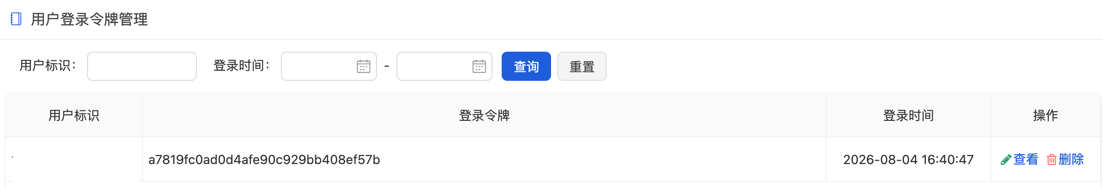 用户登录令牌管理
用户标识： 登录时间： - 查询 重置
用户标识 登录令牌 登录时间 操作
a7819fc0ad0d4afe90c929bb408ef57b 2026-08-04 16:40:47 查看 删除